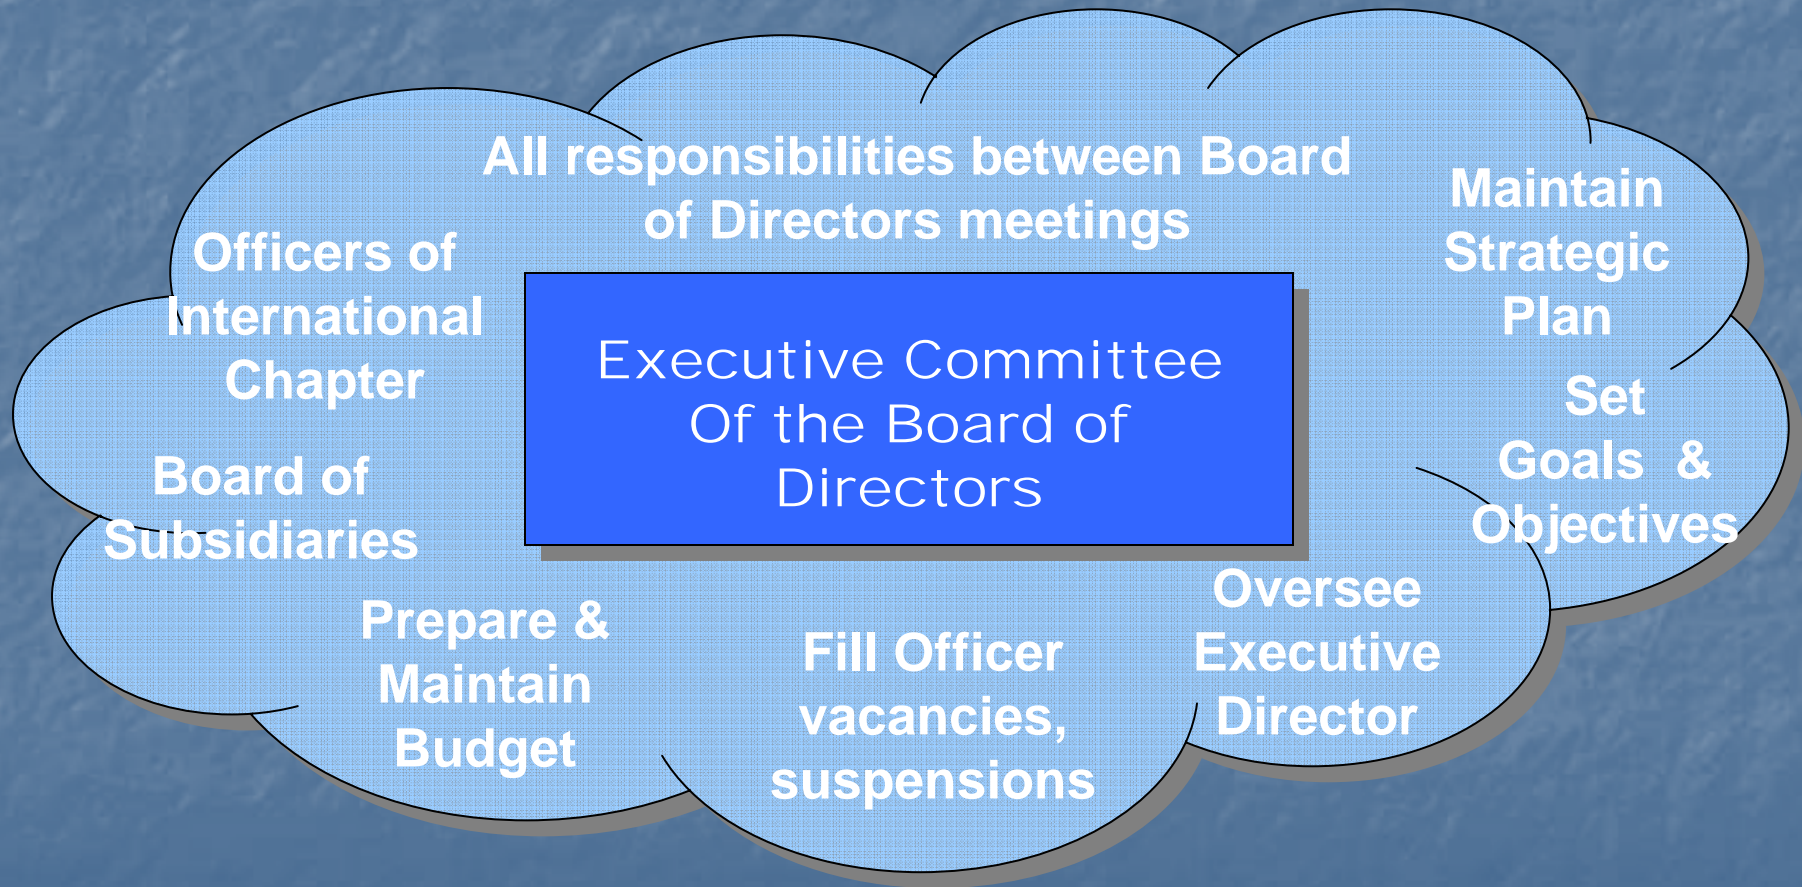 All responsibilities between Board
of Directors meetings
Maintain
Strategic
Plan
Officers of
International
Chapter
Executive Committee
Of the Board of
Directors
Set
Goals &
Objectives
Board of
Subsidiaries
Oversee
Executive
Director
Prepare &
Maintain
Budget
Fill Officer
vacancies,
suspensions